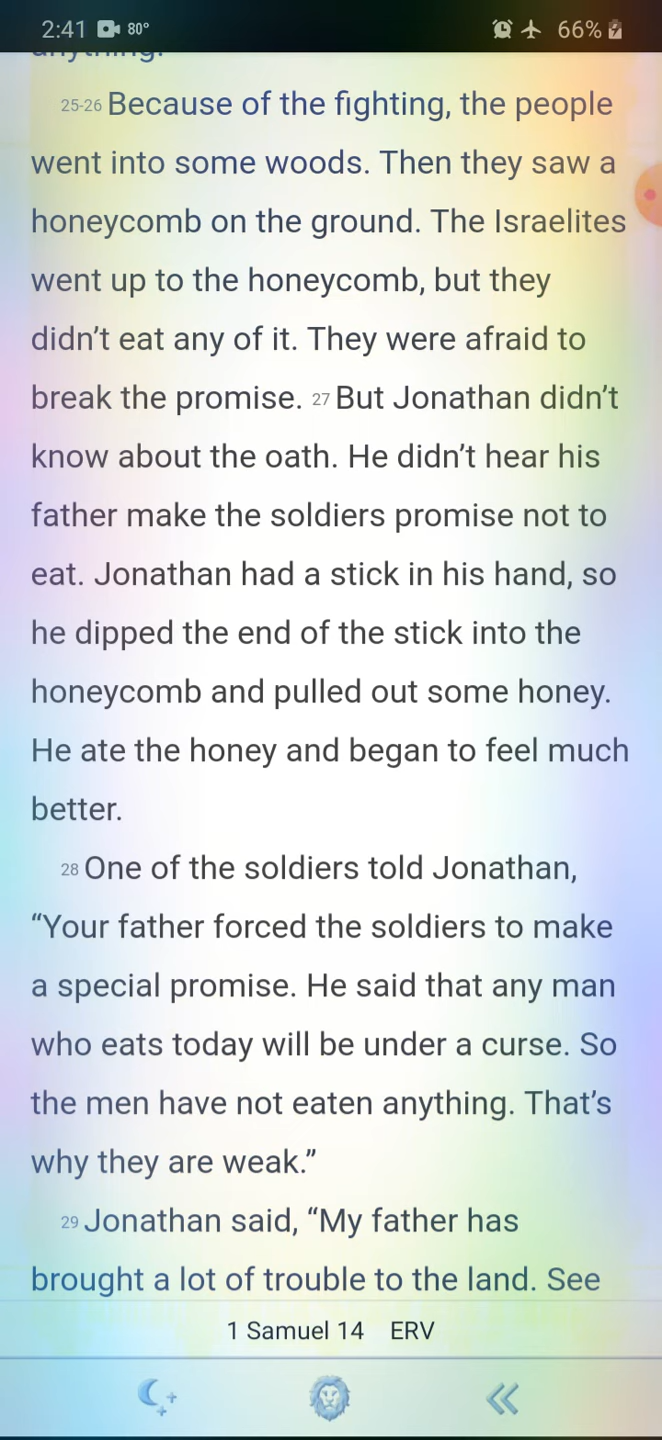 2:41 80° 66%
anything.
25-26 Because of the fighting, the people
went into some woods. Then they saw a
honeycomb on the ground. The Israelites
went up to the honeycomb, but they
didn’t eat any of it. They were afraid to
break the promise. 27 But Jonathan didn’t
know about the oath. He didn’t hear his
father make the soldiers promise not to
eat. Jonathan had a stick in his hand, so
he dipped the end of the stick into the
honeycomb and pulled out some honey.
He ate the honey and began to feel much
better.
28 One of the soldiers told Jonathan,
“Your father forced the soldiers to make
a special promise. He said that any man
who eats today will be under a curse. So
the men have not eaten anything. That’s
why they are weak.”
29 Jonathan said, “My father has
brought a lot of trouble to the land. See
1 Samuel 14 ERV